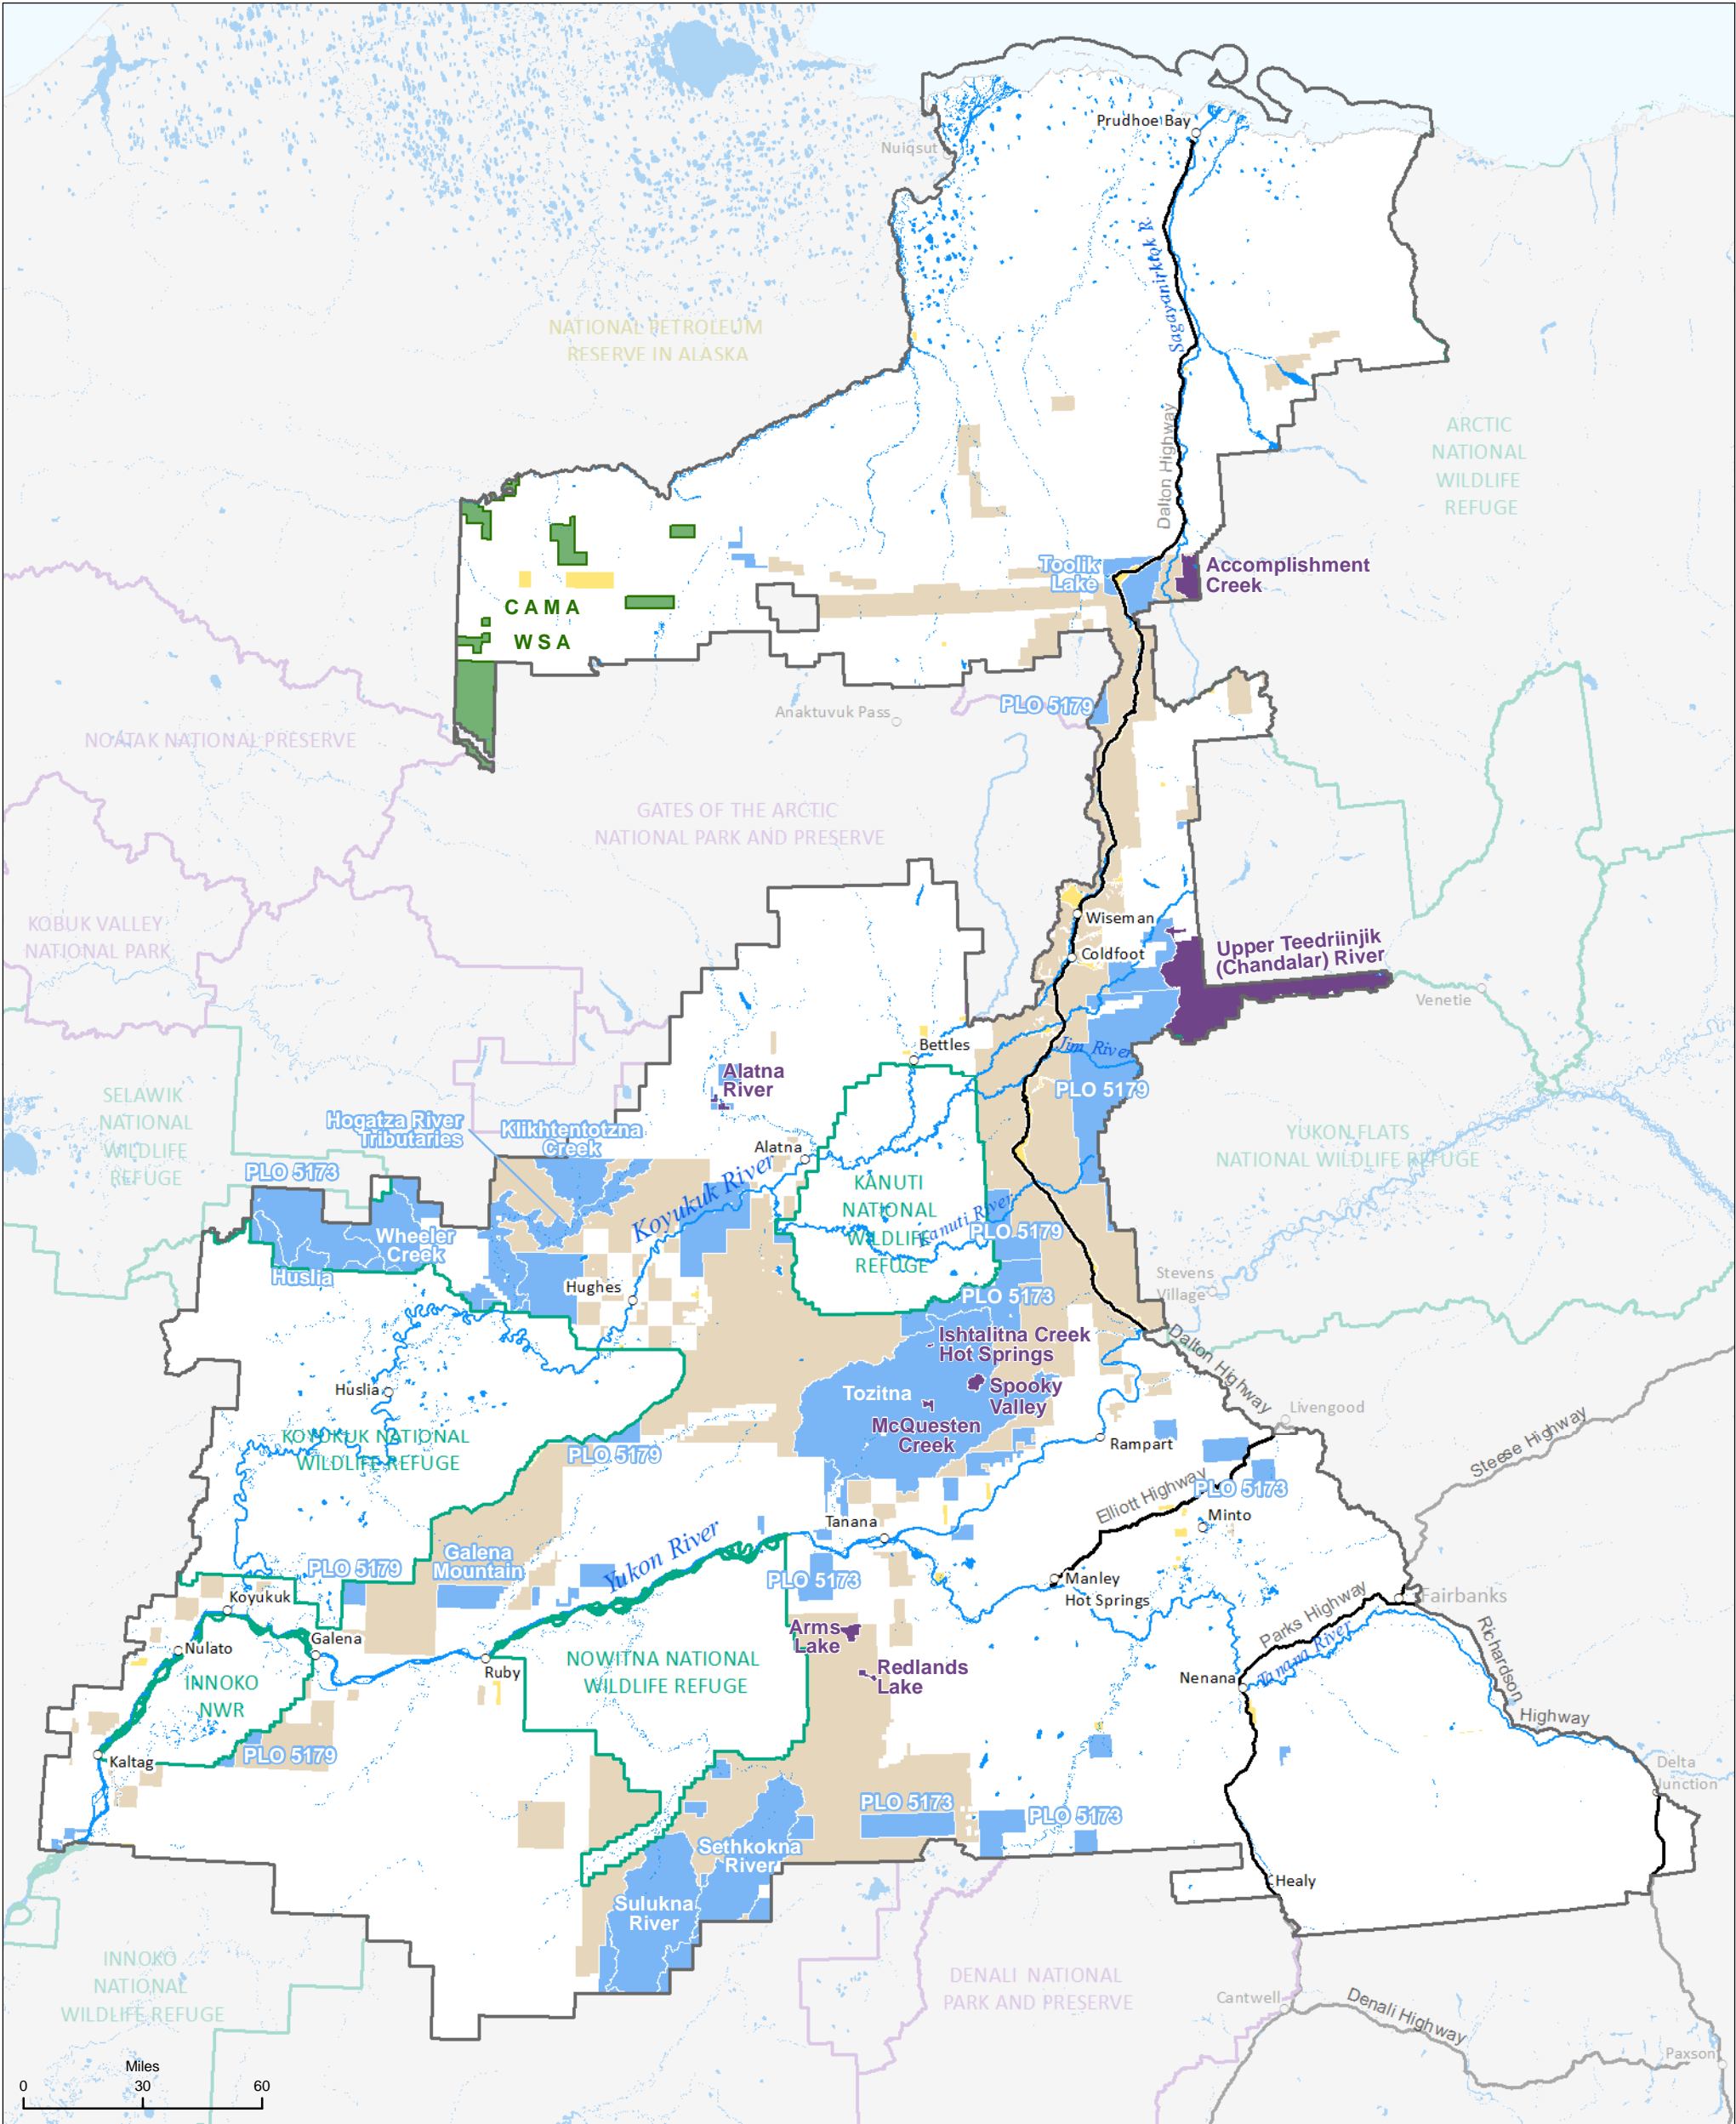 Prudhoe Bay
Nuiqsut
Sagavanirktok R.
NATIONAL PETROLEUM
RESERVE IN ALASKA
Dalton Highway
ARCTIC
NATIONAL
WILDLIFE
REFUGE
Toolik
Lake
Accomplishment
Creek
CAMA
WSA
PLO 5179
Anaktuvuk Pass
NOATAK NATIONAL PRESERVE
GATES OF THE ARCTIC
NATIONAL PARK AND PRESERVE
KOBUK VALLEY
NATIONAL PARK
Wiseman
Coldfoot
Upper Teedriinjik
(Chandalar) River
Venetie
Bettles
Jim River
Alatna
River
PLO 5179
SELAWIK
NATIONAL
WILDLIFE
REFUGE
Hogatza River
Tributaries
Klikhtentotzna
Creek
Alatna
YUKON FLATS
NATIONAL WILDLIFE REFUGE
PLO 5173
Koyukuk River
KANUTI
NATIONAL
WILDLIFE
REFUGE
Kanuti River
PLO 5179
Wheeler
Creek
Huslia
Hughes
Stevens
Village
PLO 5173
Ishtalitna Creek
Hot Springs
Dalton Highway
Huslia
Tozitna
Spooky
Valley
McQuesten
Creek
Livengood
KOYUKUK NATIONAL
WILDLIFE REFUGE
PLO 5179
Rampart
Steese Highway
Elliott Highway
PLO 5173
Minto
Tanana
Yukon River
Galena
Mountain
PLO 5179
PLO 5173
Manley
Hot Springs
Koyukuk
Parks Highway
Fairbanks
Nulato
Galena
Arms
Lake
Tanana River
Richardson
Highway
Ruby
NOWITNA NATIONAL
WILDLIFE REFUGE
Redlands
Lake
Nenana
INNOKO
NWR
PLO 5179
Kaltag
Delta
Junction
PLO 5173
PLO 5173
Sethkokna
River
Healy
Sulukna
River
INNOKO
NATIONAL
WILDLIFE REFUGE
DENALI NATIONAL
PARK AND PRESERVE
Cantwell
Denali Highway
Paxson
Miles
0 30 60